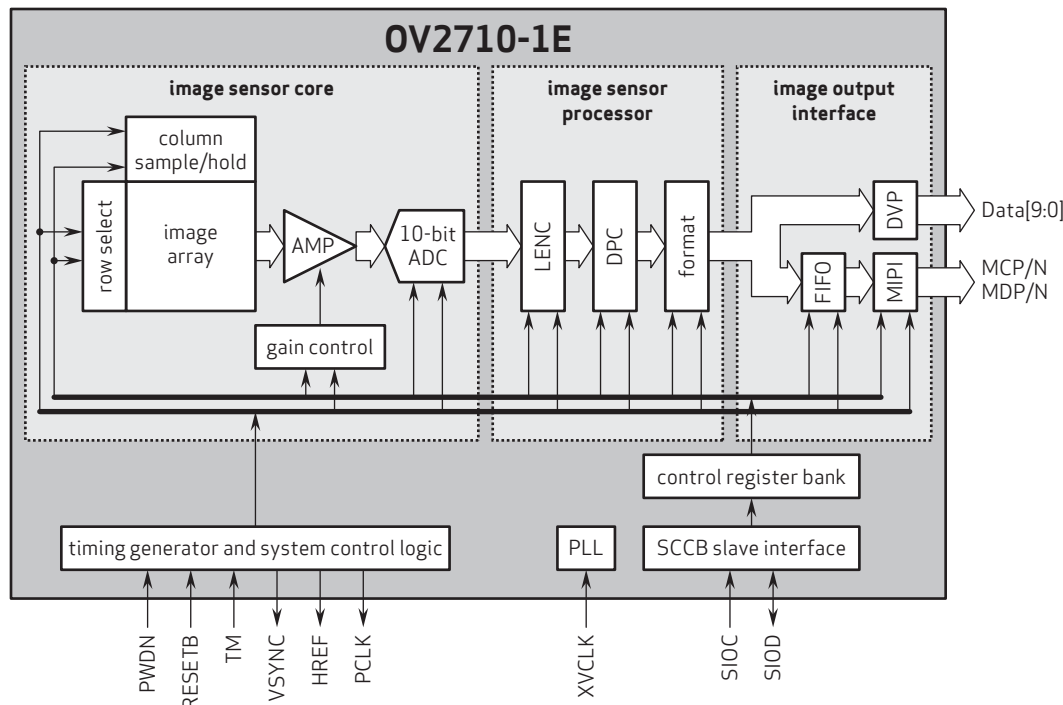 OV2710-1E
image sensor core
image sensor
processor
image output
interface
column
sample/hold
row select
image
array
AMP
10-bit
ADC
gain control
LENC
DPC
format
DVP
FIFO
MIPI
Data[9:0]
MCP/N
MDP/N
control register bank
timing generator and system control logic
PLL
SCCB slave interface
PWDN
RESETB
TM
VSYNC
HREF
PCLK
XVCLK
SIOC
SIOD